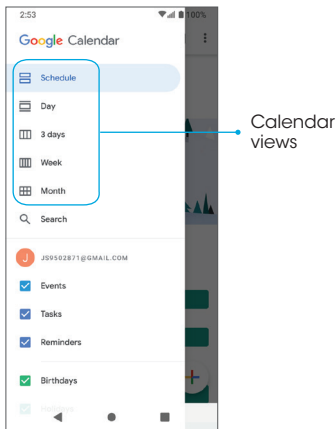 2:53
100%
Google Calendar
Schedule
Day
3 days
Week
Month
Search
J
JS9502871@GMAIL.COM
Events
Tasks
Reminders
Birthdays
Calendar
views